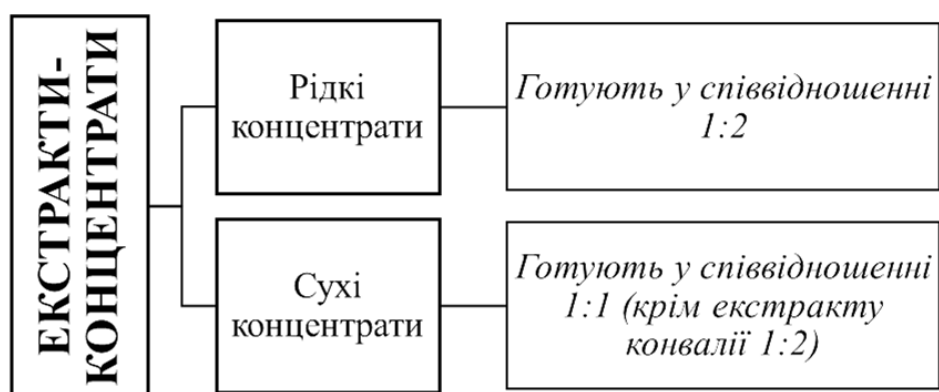 ЕКСТРАКТИ-
КОНЦЕНТРАТИ
Рідкі
концентрати
Готують у співвідношенні
1:2
Сухі
концентрати
Готують у співвідношенні
1:1 (крім екстракту
конвалії 1:2)